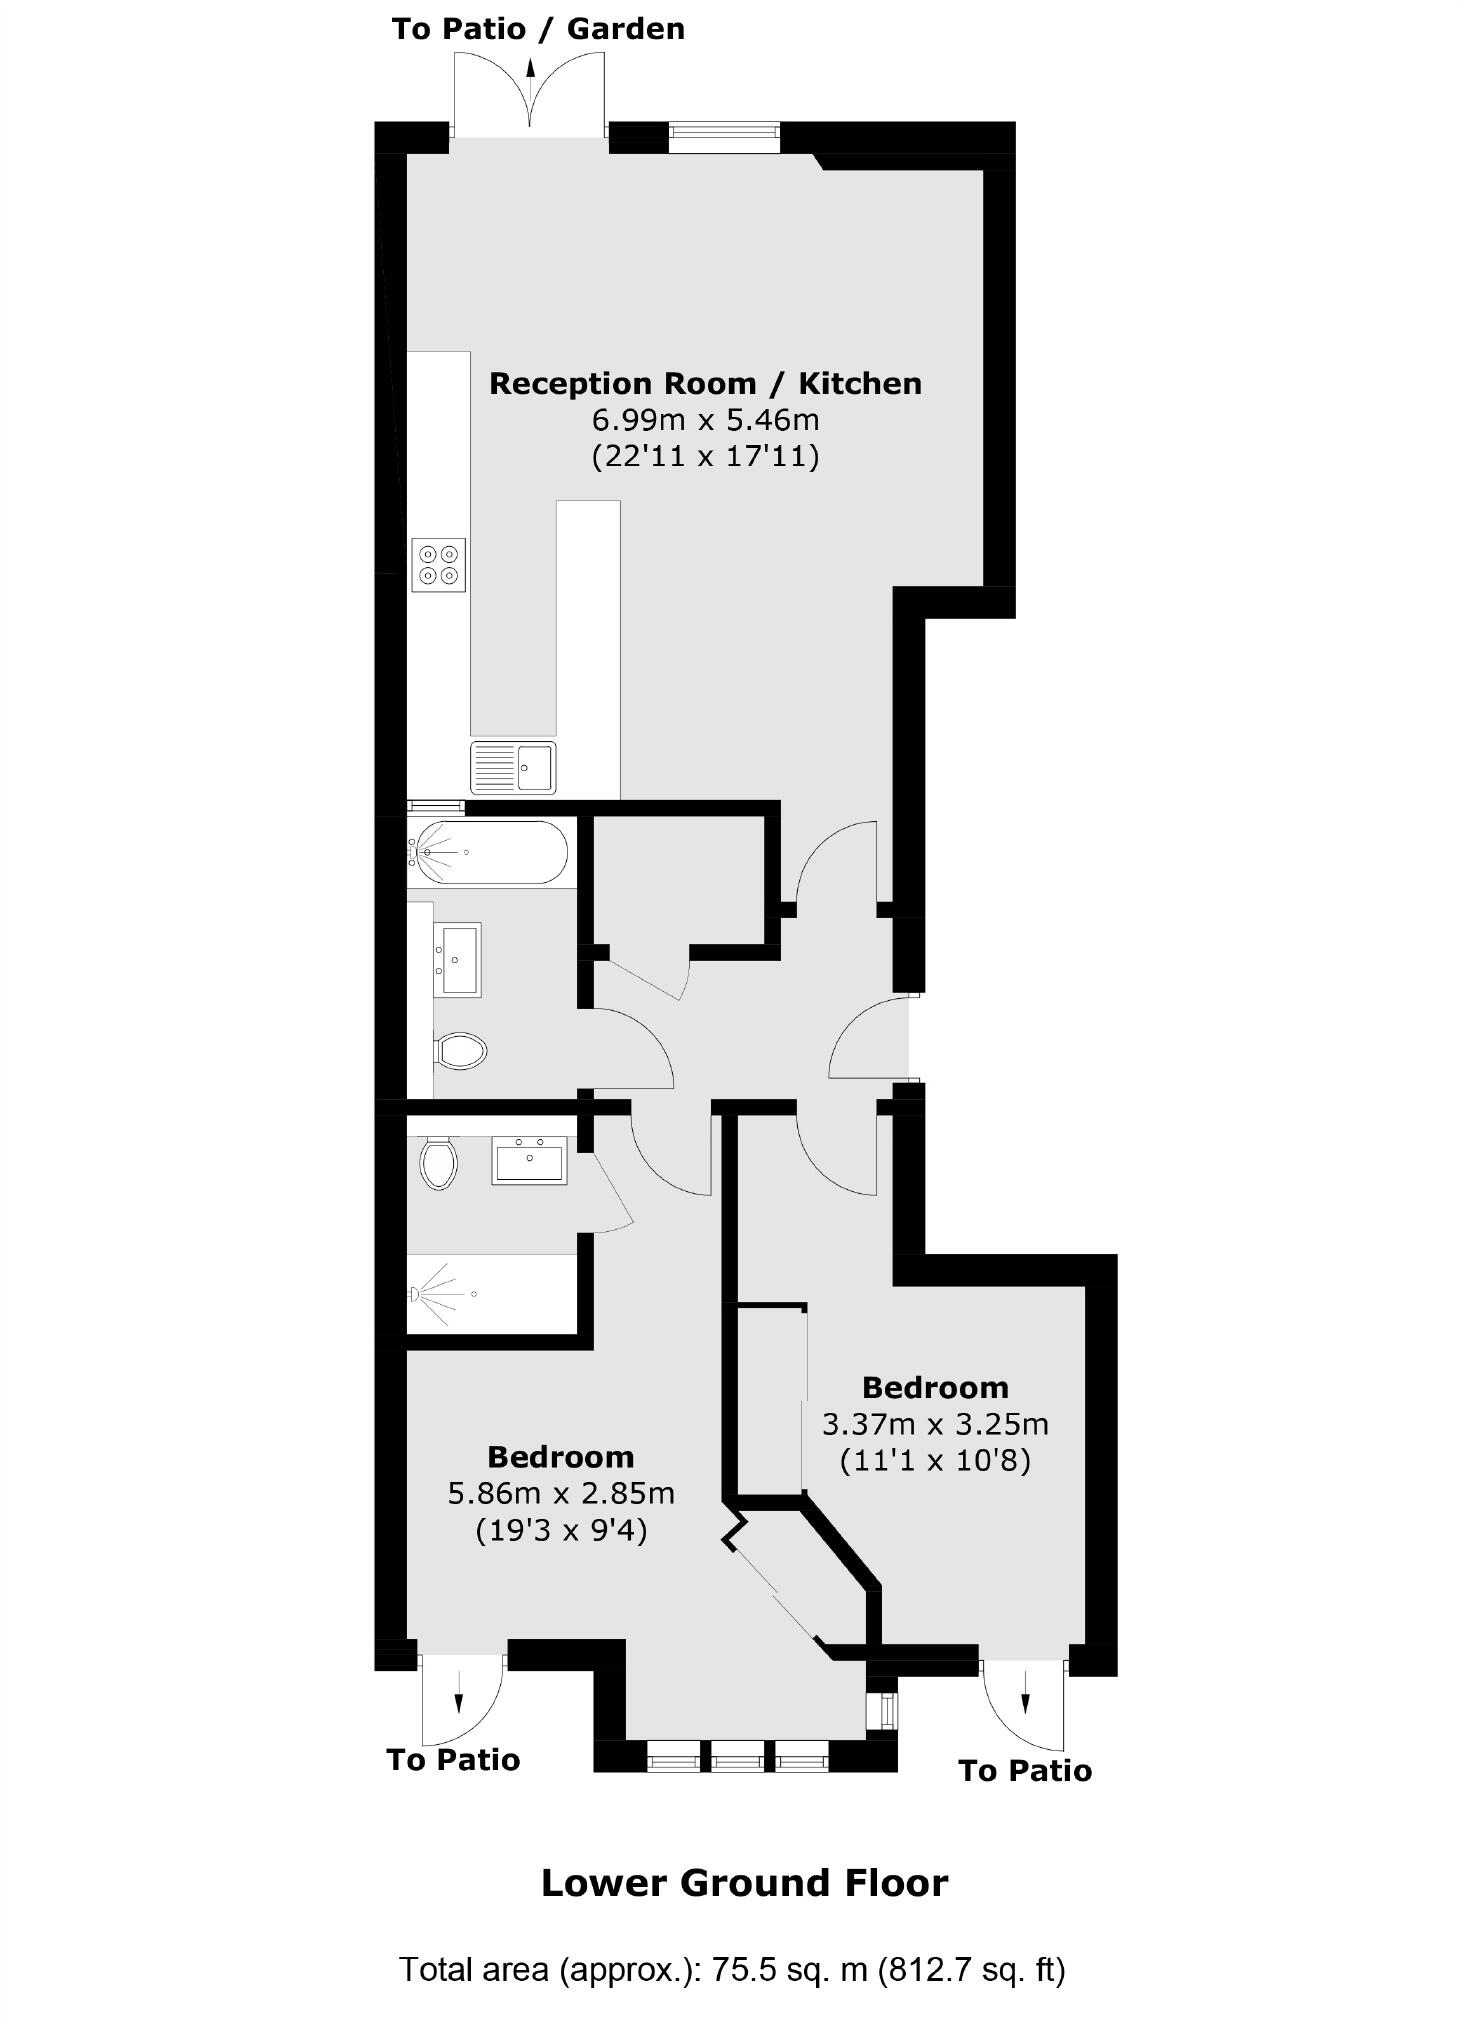 To Patio / Garden
Reception Room / Kitchen
6.99m x 5.46m
(22'11 x 17'11)
Bedroom
3.37m x 3.25m
(11'1 x 10'8)
Bedroom
5.86m x 2.85m
(19'3 x 9'4)
To Patio
To Patio
Lower Ground Floor
Total area (approx.): 75.5 sq. m (812.7 sq. ft)